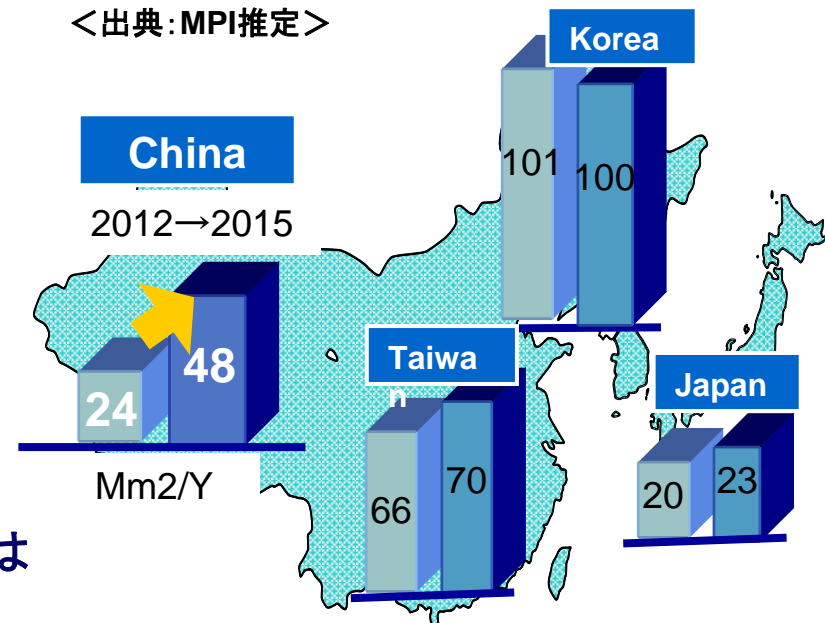 ＜出典：MPI推定＞
Korea
101
100
China
2012→2015
24
48
Mm2/Y
Taiwa
n
66
70
Japan
20
23
は